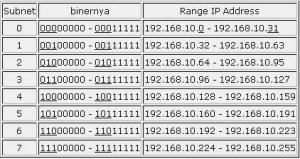 Subnet binernya Range IP Address
0 00000000 - 00011111 192.168.10.0 - 192.168.10.31
1 00100000 - 00111111 192.168.10.32 - 192.168.10.63
2 01000000 - 01011111 192.168.10.64 - 192.168.10.95
3 01100000 - 01111111 192.168.10.96 - 192.168.10.127
4 10000000 - 10011111 192.168.10.128 - 192.168.10.159
5 10100000 - 10111111 192.168.10.160 - 192.168.10.191
6 11000000 - 11011111 192.168.10.192 - 192.168.10.223
7 11100000 - 11111111 192.168.10.224 - 192.168.10.255